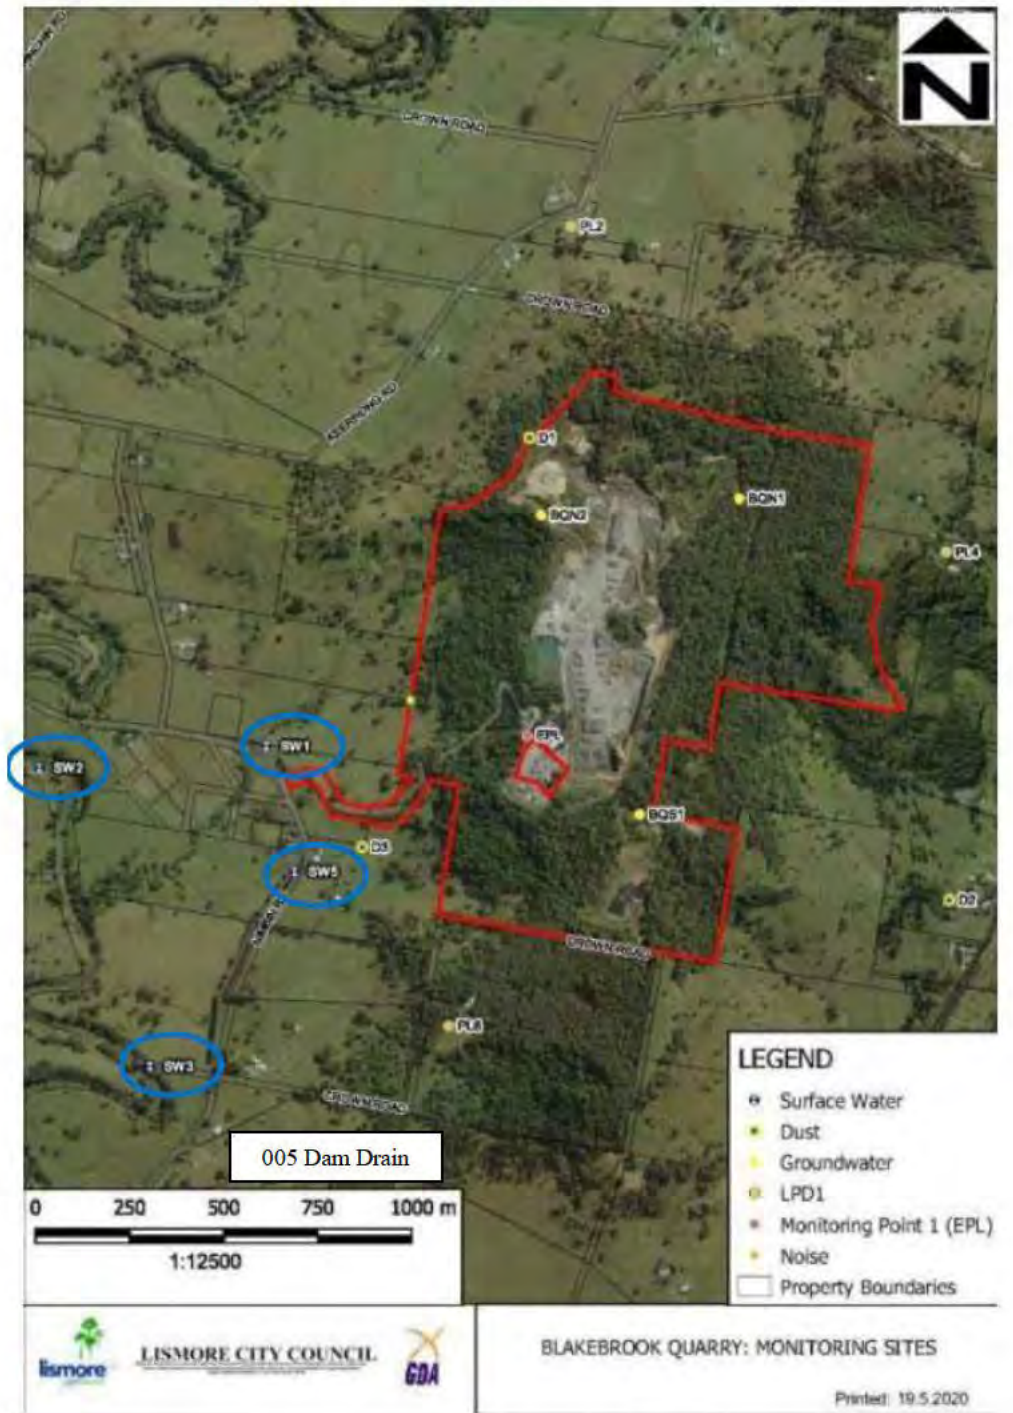 N
CROWN ROAD
PL2
CROWN ROAD
D1
BQN1
BQN2
PL4
EPL
SW1
SW2
BQS1
D3
SW5
D2
CROWN ROAD
PL6
SW3
CROWN ROAD
005 Dam Drain
0 250 500 750 1000 m
1:12500
LEGEND
Surface Water
Dust
Groundwater
LPD1
Monitoring Point 1 (EPL)
Noise
Property Boundaries
lismore
LISMORE CITY COUNCIL
GDA
BLAKEBROOK QUARRY: MONITORING SITES
Printed: 19.5.2020